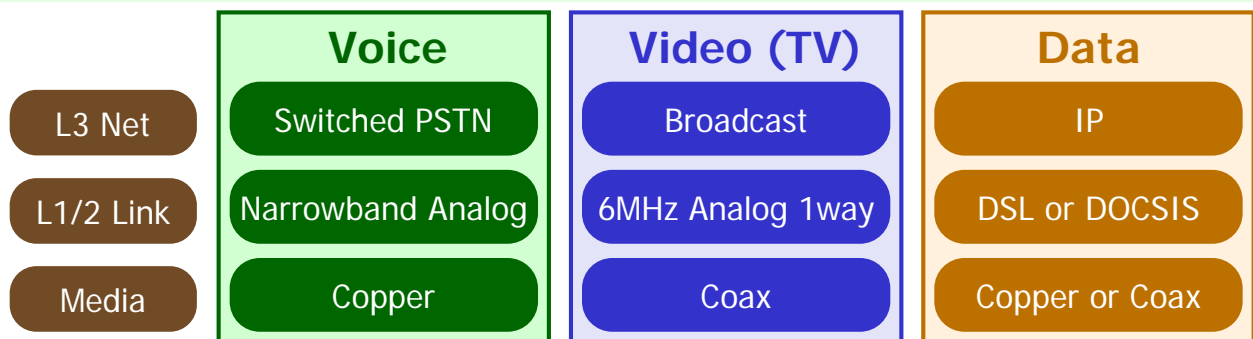 Voice
Video (TV)
Data
L3 Net
Switched PSTN
Broadcast
IP
L1/2 Link
Narrowband Analog
6MHz Analog 1way
DSL or DOCSIS
Media
Copper
Coax
Copper or Coax